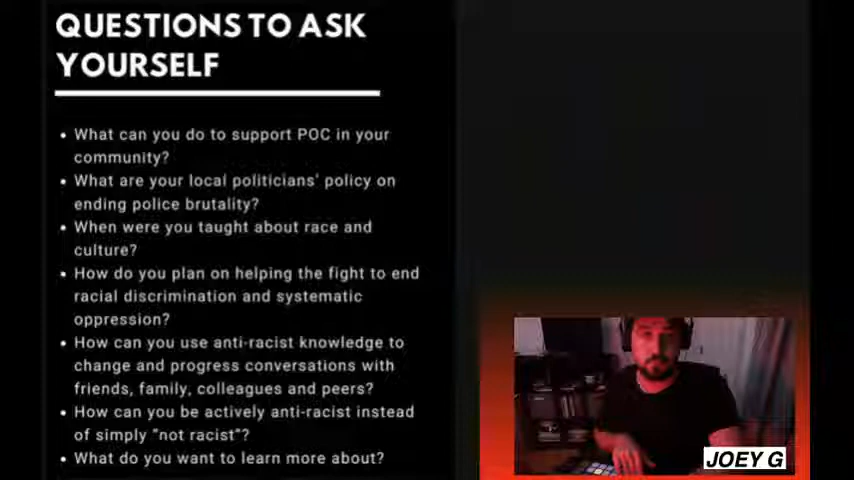 QUESTIONS TO ASK
YOURSELF
• What can you do to support POC in your
community?
• What are your local politicians' policy on
ending police brutality?
• When were you taught about race and
culture?
• How do you plan on helping the fight to end
racial discrimination and systematic
oppression?
• How can you use anti-racist knowledge to
change and progress conversations with
friends, family, colleagues and peers?
• How can you be actively anti-racist instead
of simply "not racist"?
• What do you want to learn more about?
JOEY G